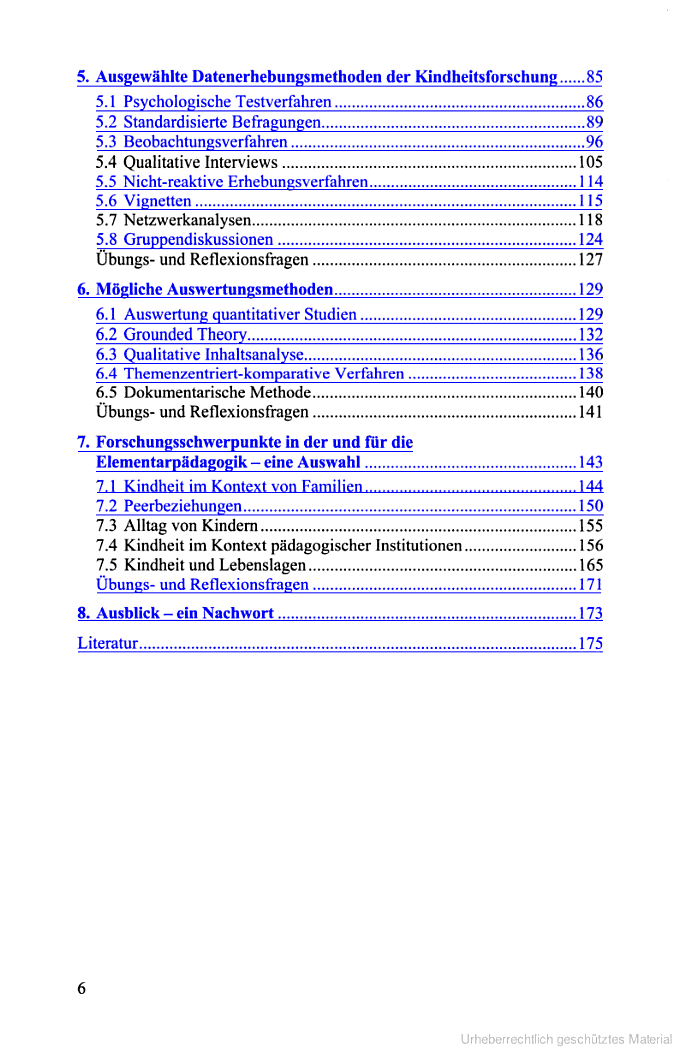 5. Ausgewählte Datenerhebungsmethoden der Kindheitsforschung......85
5.1 Psychologische Testverfahren..........................................................86
5.2 Standardisierte Befragungen.............................................................89
5.3 Beobachtungsverfahren....................................................................96
5.4 Qualitative Interviews....................................................................105
5.5 Nicht-reaktive Erhebungsverfahren................................................114
5.6 Vignetten........................................................................................115
5.7 Netzwerkanalysen...........................................................................118
5.8 Gruppendiskussionen.....................................................................124
Übungs- und Reflexionsfragen.............................................................127
6. Mögliche Auswertungsmethoden........................................................129
6.1 Auswertung quantitativer Studien..................................................129
6.2 Grounded Theory............................................................................132
6.3 Qualitative Inhaltsanalyse...............................................................136
6.4 Themenzentriert-komparative Verfahren.......................................138
6.5 Dokumentarische Methode.............................................................140
Übungs- und Reflexionsfragen.............................................................141
7. Forschungsschwerpunkte in der und für die
Elementarpädagogik – eine Auswahl.................................................143
7.1 Kindheit im Kontext von Familien.................................................144
7.2 Peerbeziehungen.............................................................................150
7.3 Alltag von Kindern.........................................................................155
7.4 Kindheit im Kontext pädagogischer Institutionen..........................156
7.5 Kindheit und Lebenslagen..............................................................165
Übungs- und Reflexionsfragen.............................................................171
8. Ausblick – ein Nachwort.....................................................................173
Literatur.....................................................................................................175
6
Urheberrechtlich geschütztes Material